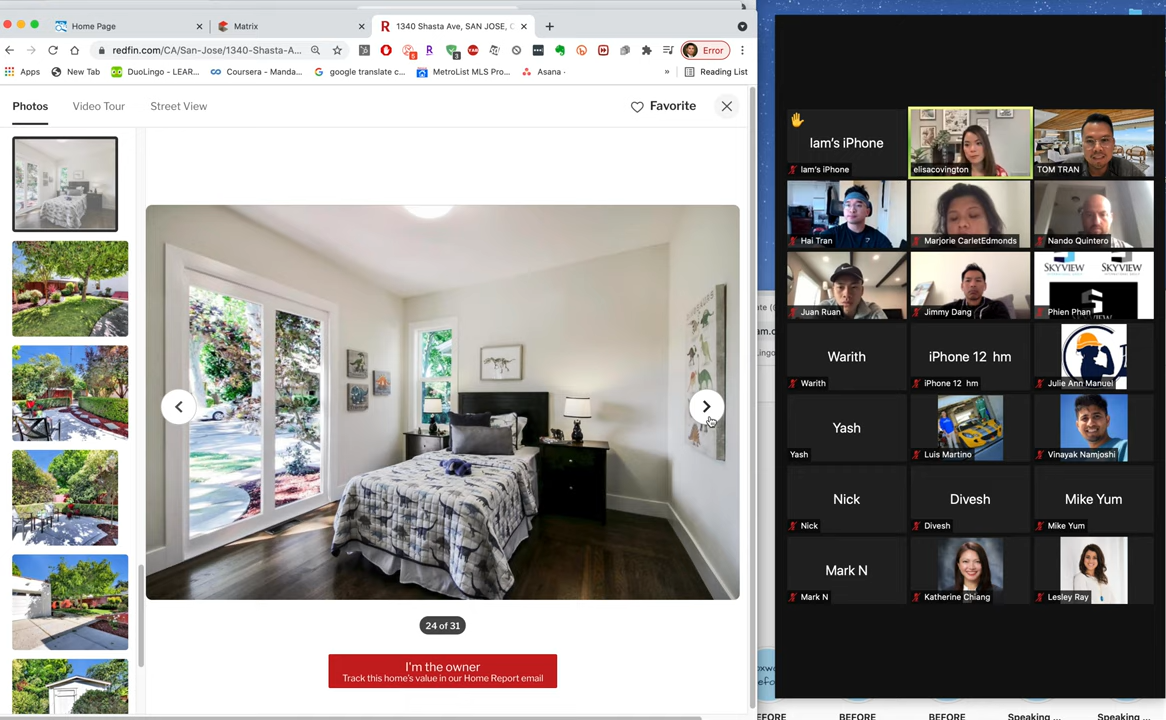 Home Page
Matrix
1340 Shasta Ave, SAN JOSE, C
redfin.com/CA/San-Jose/1340-Shasta-A...
Error
Apps
New Tab
DuoLingo - LEAR...
Coursera - Manda...
google translate c...
MetroList MLS Pro...
Asana ·
»
Reading List
Photos
Video Tour
Street View
Favorite
24 of 31
I'm the owner
Track this home's value in our Home Report email
Iam's iPhone
Iam's iPhone
elisacovington
TOM TRAN
Hai Tran
Marjorie CarletEdmonds
Nando Quintero
SKYVIEW
SKYVIEW
Juan Ruan
Jimmy Dang
Phien Phan
Warith
iPhone 12 hm
Warith
iPhone 12 hm
Julie Ann Manuel
Yash
Yash
Luis Martino
Vinayak Namjoshi
Nick
Divesh
Mike Yum
Nick
Divesh
Mike Yum
Mark N
Mark N
Katherine Chiang
Lesley Ray
EFORE
BEFORE
BEFORE
Speaking ...
Speaking ...